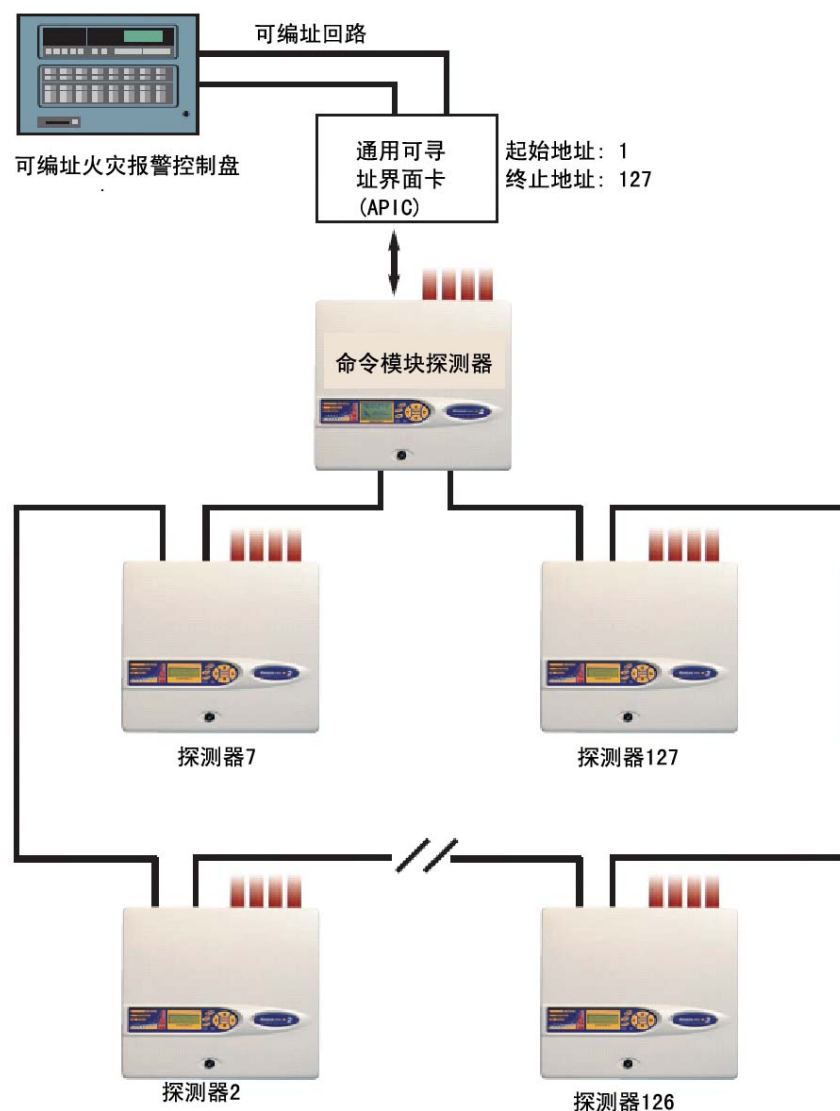 可编址回路
可编址火灾报警控制盘
通用可寻
址界面卡
(APIC)
起始地址: 1
终止地址: 127
命令模块探测器
探测器7
探测器127
探测器2
探测器126